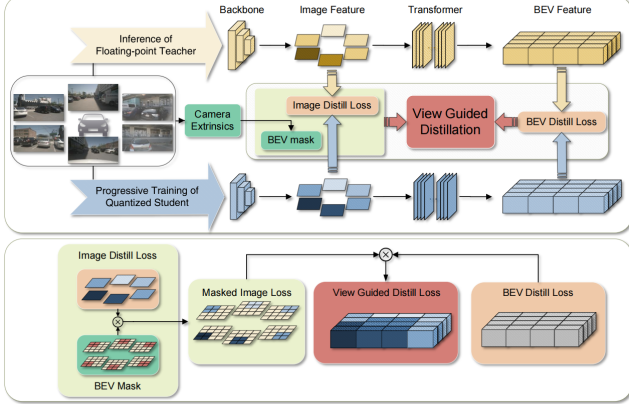 Backbone
Image Feature
Transformer
BEV Feature
Inference of
Floating-point Teacher
Image Distill Loss
Camera
Extrinsics
BEV mask
View Guided
Distillation
BEV Distill Loss
Progressive Training of
Quantized Student
Image Distill Loss
Masked Image Loss
View Guided Distill Loss
BEV Distill Loss
BEV Mask